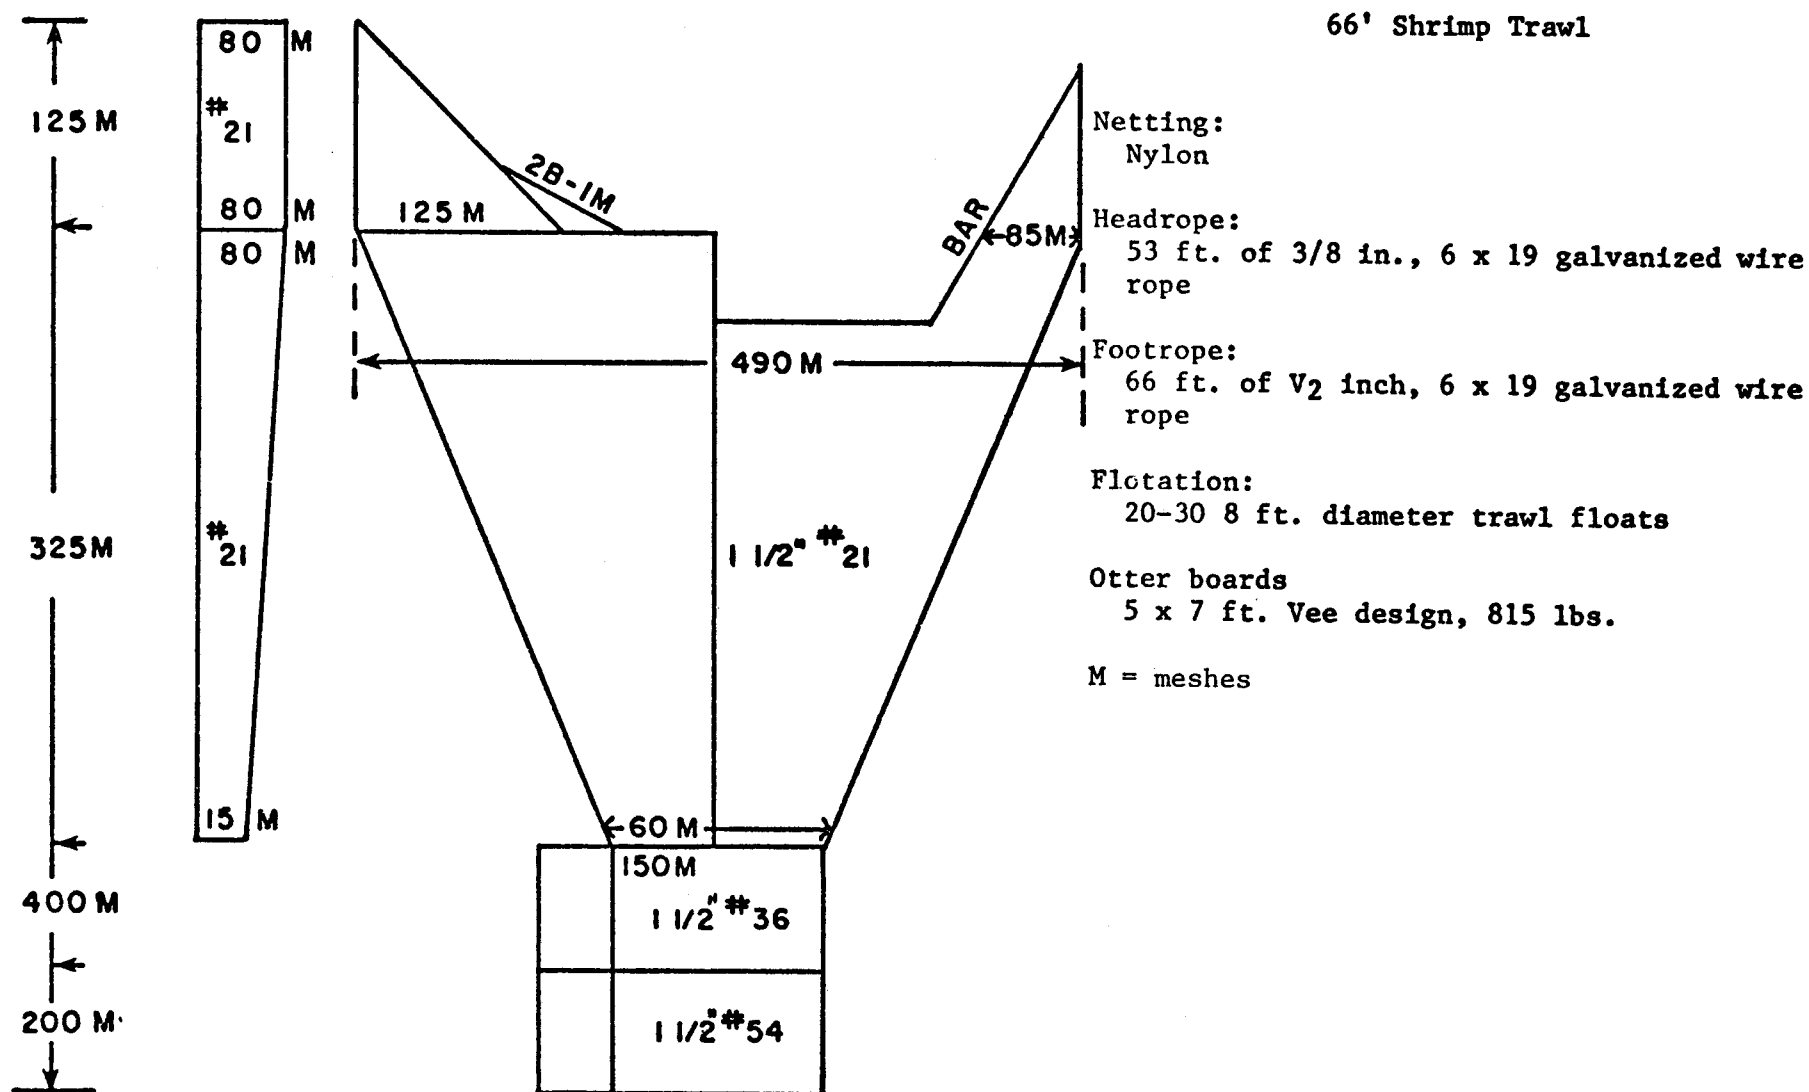 66' Shrimp Trawl
80 M
#21
125 M
80 M
125 M
2B-1M
BAR
85M
80 M
490 M
325M
#21
1 1/2" #21
15 M
60 M
150M
400 M
1 1/2" #36
200 M
1 1/2" #54
Netting:
Nylon
Headrope:
53 ft. of 3/8 in., 6 x 19 galvanized wire
rope
Footrope:
66 ft. of V2 inch, 6 x 19 galvanized wire
rope
Flotation:
20-30 8 ft. diameter trawl floats
Otter boards
5 x 7 ft. Vee design, 815 lbs.
M = meshes